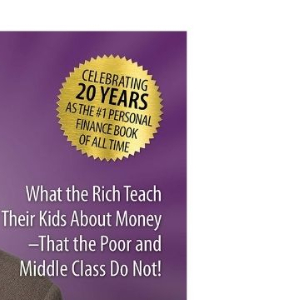 CELEBRATING
20 YEARS
AS THE #1 PERSONAL
FINANCE BOOK
OF ALL TIME
What the Rich Teach
Their Kids About Money
–That the Poor and
Middle Class Do Not!